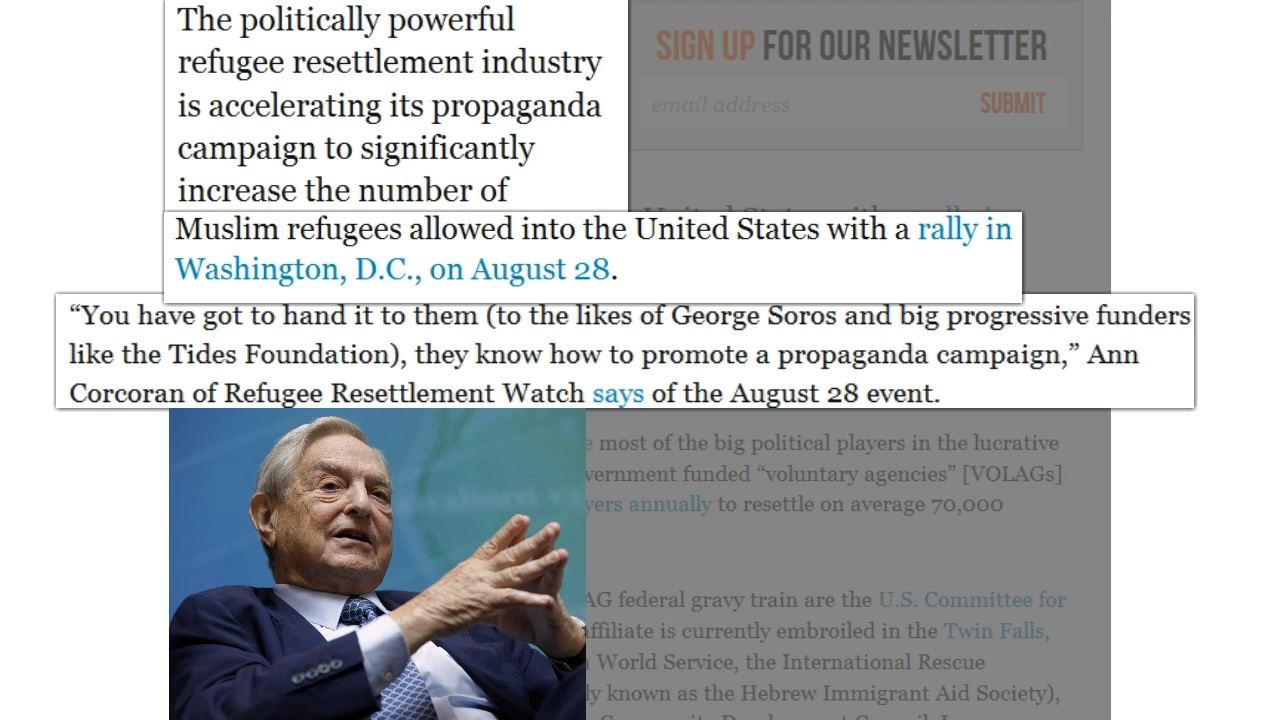 The politically powerful
refugee resettlement industry
is accelerating its propaganda
campaign to significantly
increase the number of
SIGN UP FOR OUR NEWSLETTER
email address
SUBMIT
Muslim refugees allowed into the United States with a rally in
Washington, D.C., on August 28.
“You have got to hand it to them (to the likes of George Soros and big progressive funders
like the Tides Foundation), they know how to promote a propaganda campaign,” Ann
Corcoran of Refugee Resettlement Watch says of the August 28 event.
most of the big political players in the lucrative
funded “voluntary agencies” [VOLAGs]
annually to resettle on average 70,000
federal gravy train are the U.S. Committee for
is currently embroiled in the Twin Falls,
World Service, the International Rescue
known as the Hebrew Immigrant Aid Society),